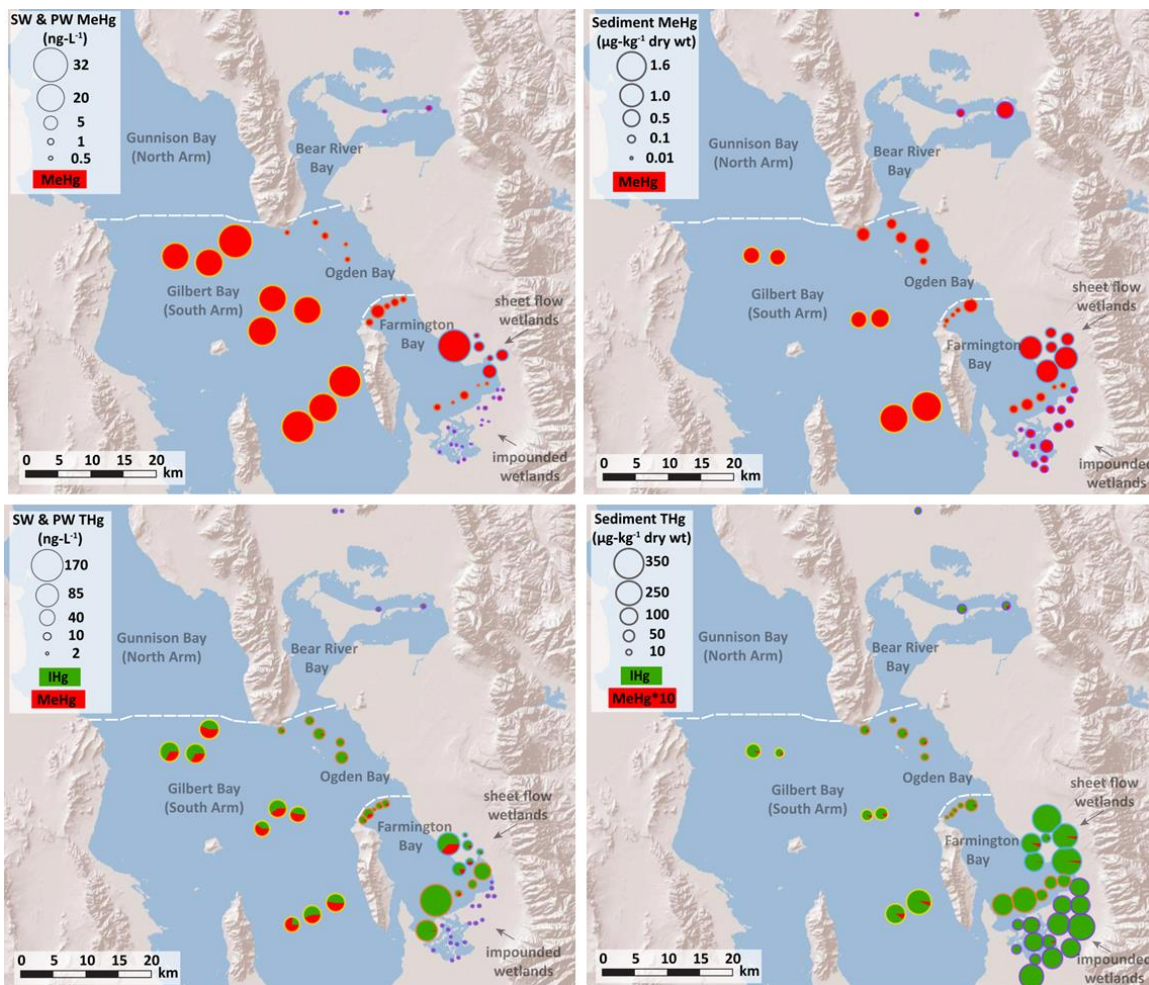 SW & PW MeHg
(ng-L⁻¹)
32
20
5
1
0.5
MeHg
Gunnison Bay
(North Arm)
Bear River
Bay
Ogden Bay
Gilbert Bay
(South Arm)
sheet flow
wetlands
Farmington
Bay
impounded
wetlands
0 5 10 15 20
km
Sediment MeHg
(µg-kg⁻¹ dry wt)
1.6
1.0
0.5
0.1
0.01
MeHg
Gunnison Bay
(North Arm)
Bear River
Bay
Ogden Bay
Gilbert Bay
(South Arm)
sheet flow
wetlands
Farmington
Bay
impounded
wetlands
0 5 10 15 20
km
SW & PW THg
(ng-L⁻¹)
170
85
40
10
2
IHg
MeHg
Gunnison Bay
(North Arm)
Bear River
Bay
Ogden Bay
Gilbert Bay
(South Arm)
sheet flow
wetlands
Farmington
Bay
impounded
wetlands
0 5 10 15 20
km
Sediment THg
(µg-kg⁻¹ dry wt)
350
250
100
50
10
IHg
MeHg*10
Gunnison Bay
(North Arm)
Bear River
Bay
Ogden Bay
Gilbert Bay
(South Arm)
sheet flow
wetlands
Farmington
Bay
impounded
wetlands
0 5 10 15 20
km